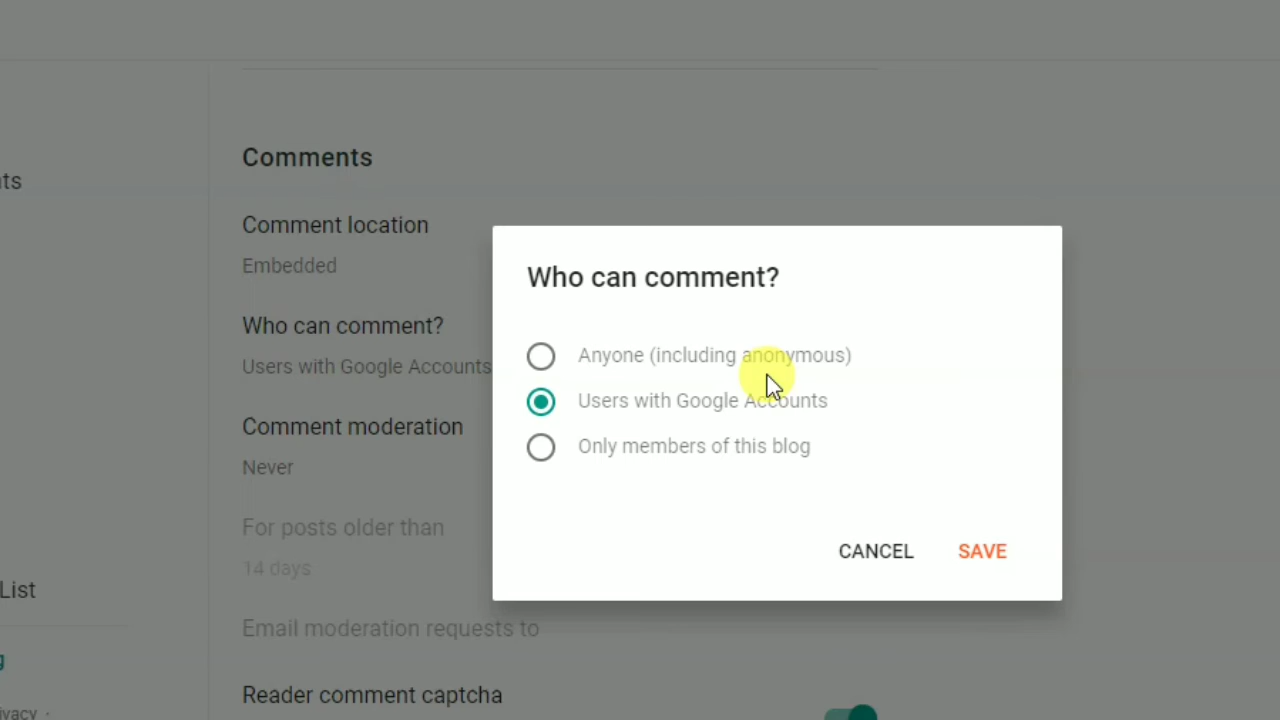 Comments
nts
Comment location
Embedded
Who can comment?
Users with Google Accounts
Comment moderation
Never
For posts older than
14 days
Email moderation requests to
Reader comment captcha
List
g
ivacy ·
Who can comment?
Anyone (including anonymous)
Users with Google Accounts
Only members of this blog
CANCEL SAVE